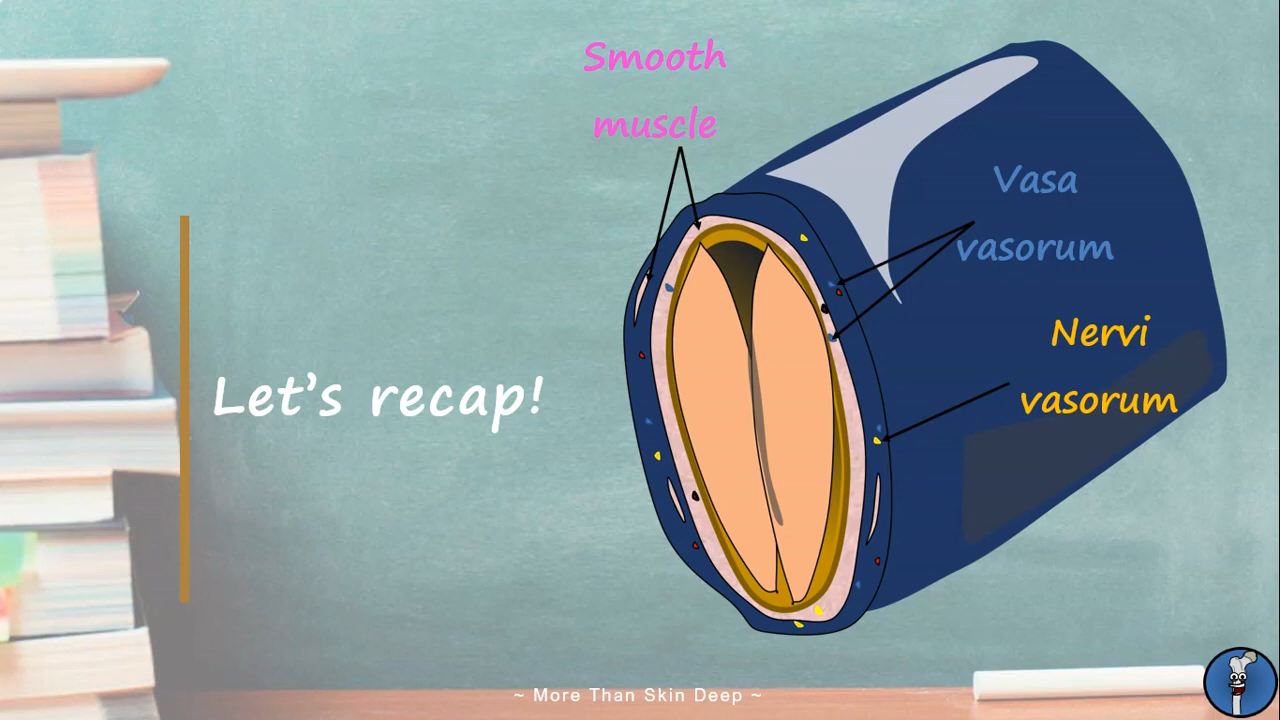 Smooth
muscle
Vasa
vasorum
Nervi
vasorum
Let's recap!
~ More Than Skin Deep ~